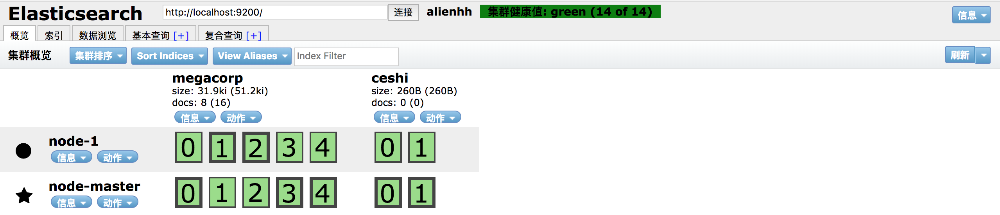 Elasticsearch http://localhost:9200/ 连接 alienhh 集群健康值: green (14 of 14) 信息
概览 索引 数据浏览 基本查询 [+] 复合查询 [+]
集群概览 集群排序 Sort Indices View Aliases Index Filter 刷新
megacorp ceshi
size: 31.9ki (51.2ki) size: 260B (260B)
docs: 8 (16) docs: 0 (0)
信息 动作 信息 动作
node-1 0 1 2 3 4 0 1
信息 动作
node-master 0 1 2 3 4 0 1
信息 动作